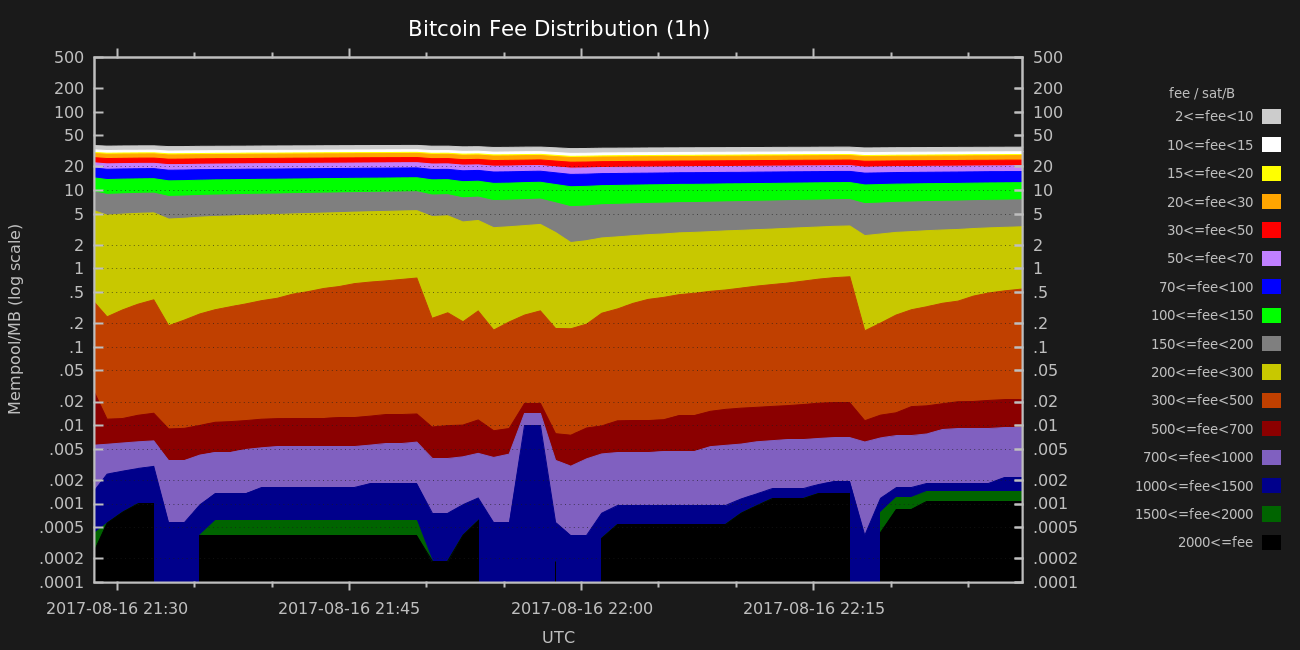 Bitcoin Fee Distribution (1h)
500
200
100
50
20
10
5
2
1
.5
.2
.1
.05
.02
.01
.005
.002
.001
.0005
.0002
.0001
Mempool/MB (log scale)
500
200
100
50
20
10
5
2
1
.5
.2
.1
.05
.02
.01
.005
.002
.001
.0005
.0002
.0001
2017-08-16 21:30 2017-08-16 21:45 2017-08-16 22:00 2017-08-16 22:15
UTC
fee / sat/B
2<=fee<10
10<=fee<15
15<=fee<20
20<=fee<30
30<=fee<50
50<=fee<70
70<=fee<100
100<=fee<150
150<=fee<200
200<=fee<300
300<=fee<500
500<=fee<700
700<=fee<1000
1000<=fee<1500
1500<=fee<2000
2000<=fee